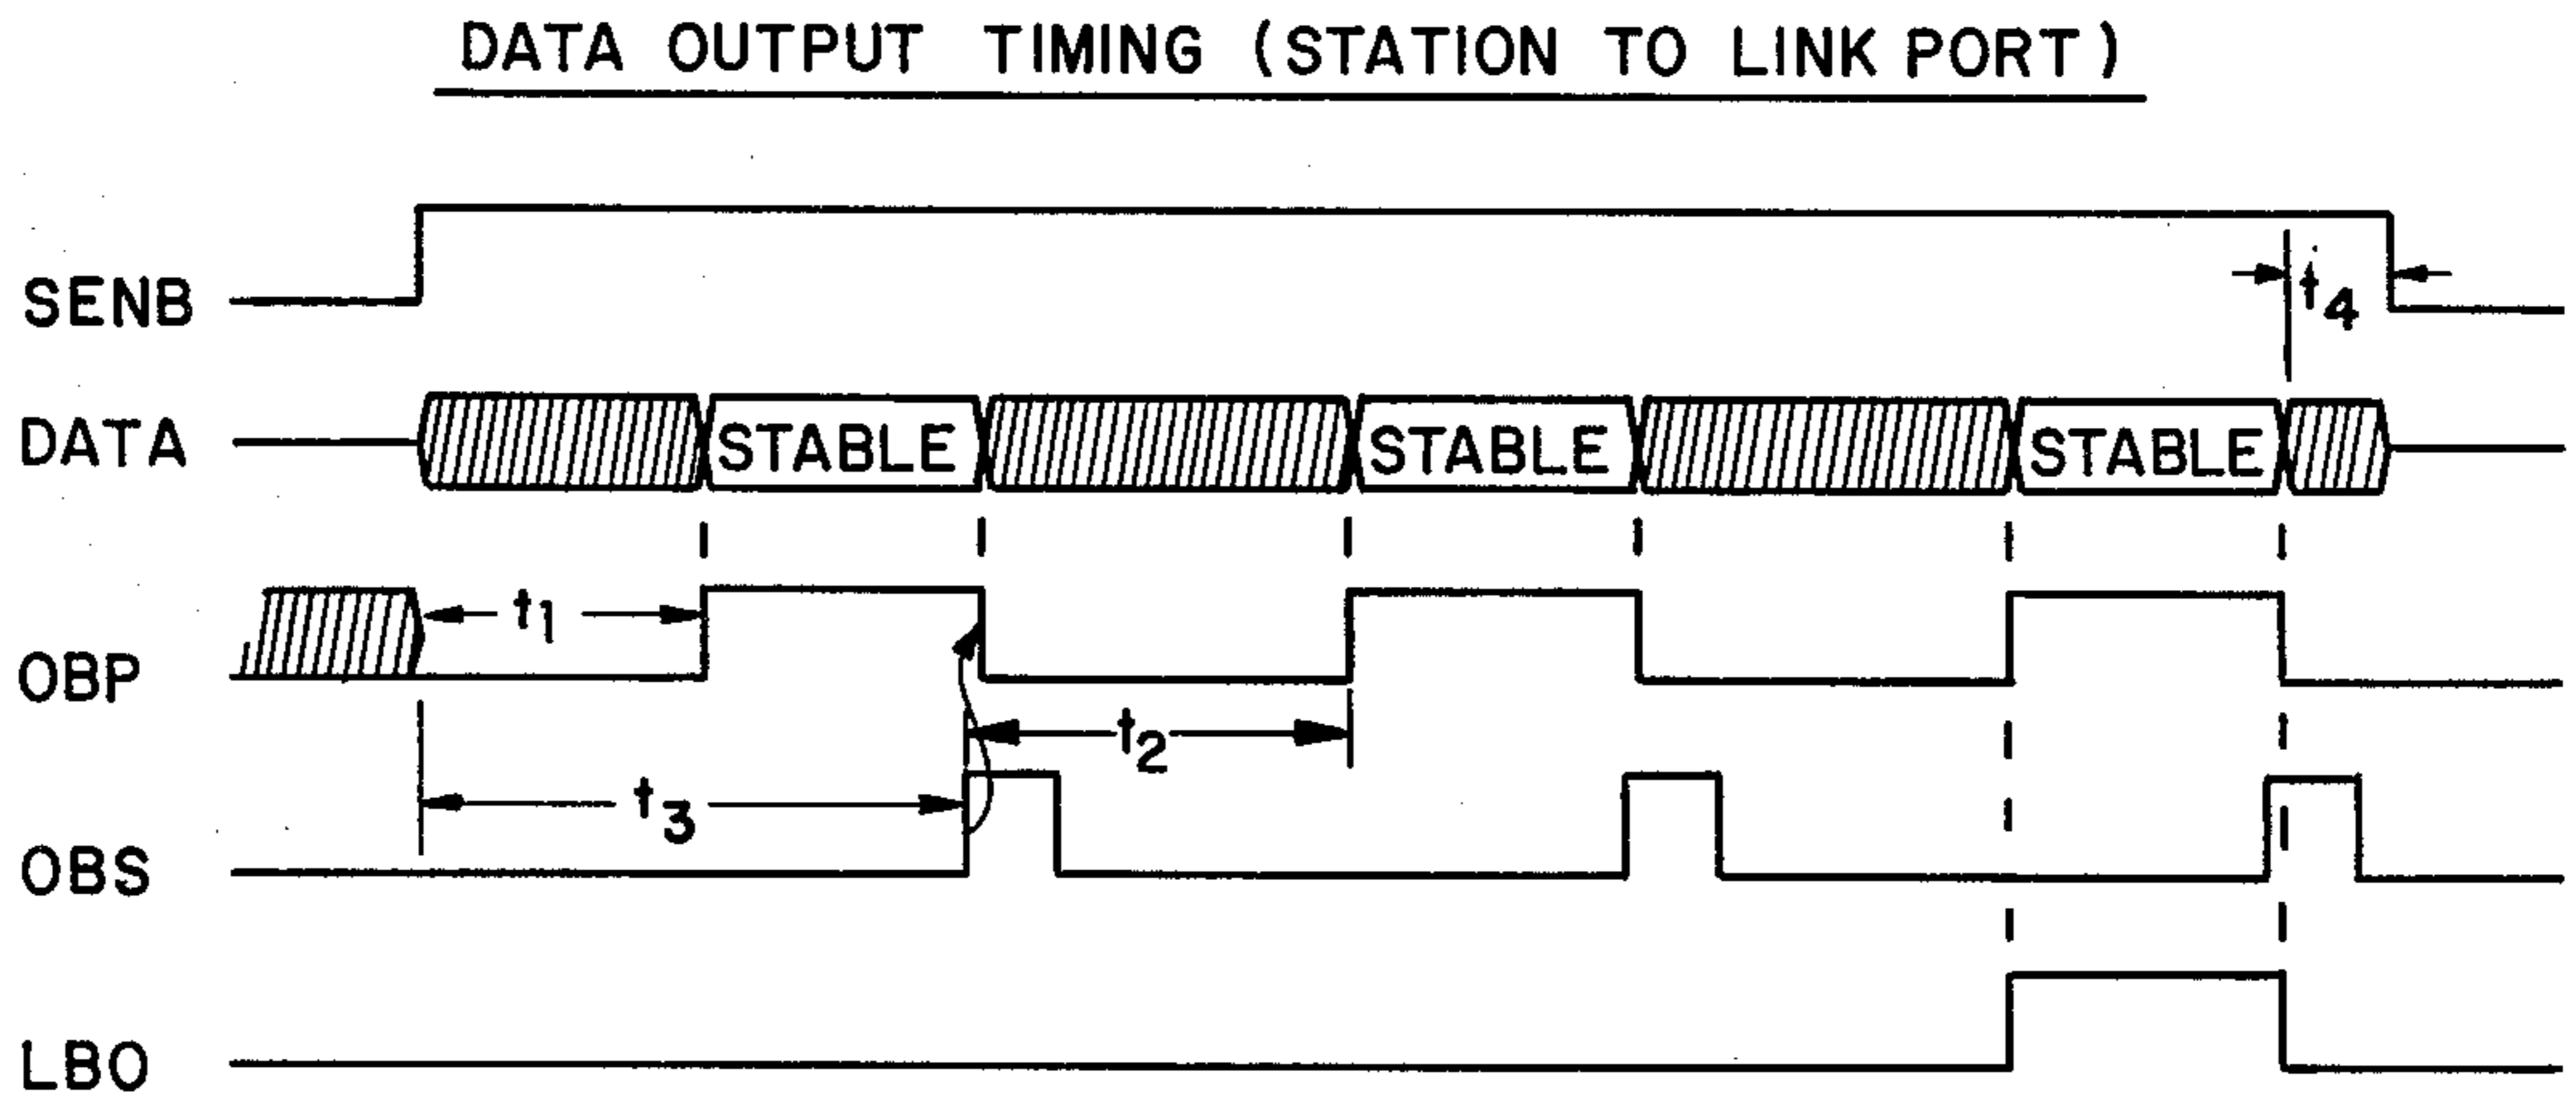 DATA OUTPUT TIMING (STATION TO LINK PORT)
SENB
t4
DATA
STABLE STABLE STABLE
t1
OBP
t2
t3
OBS
LBO